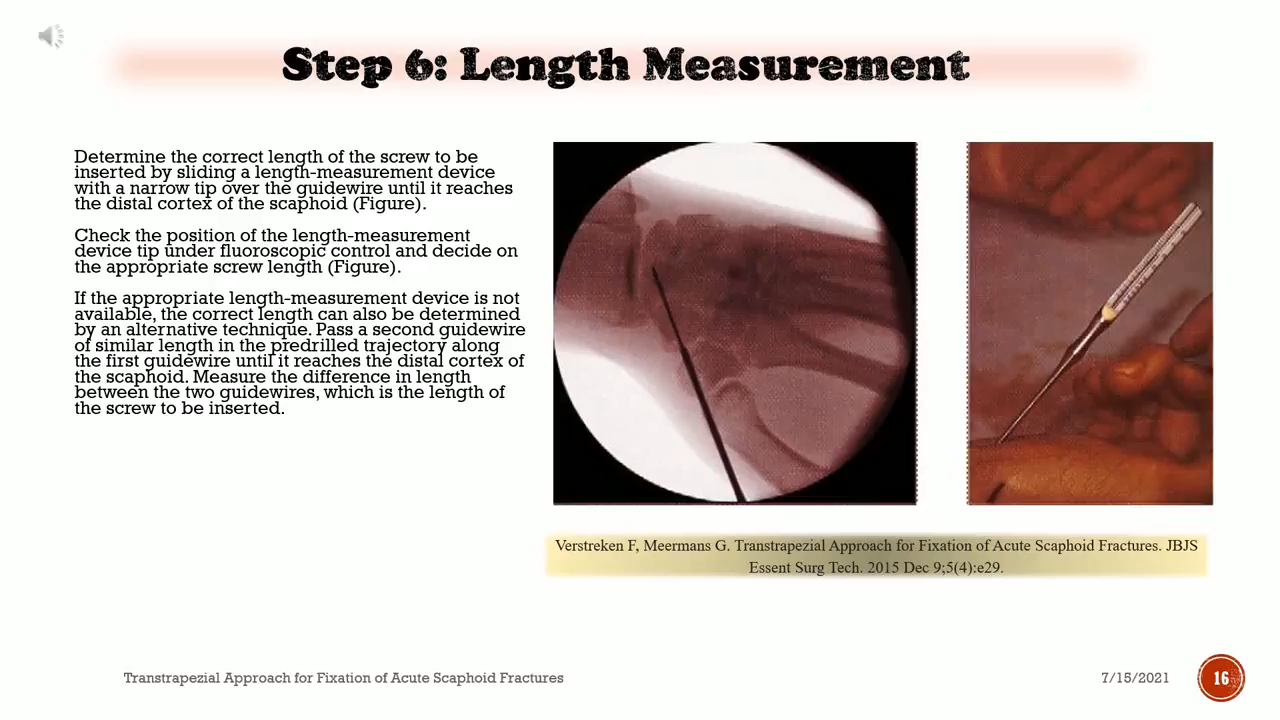 Step 6: Length Measurement
Determine the correct length of the screw to be
inserted by sliding a length-measurement device
with a narrow tip over the guidewire until it reaches
the distal cortex of the scaphoid (Figure).
Check the position of the length-measurement
device tip under fluoroscopic control and decide on
the appropriate screw length (Figure).
If the appropriate length-measurement device is not
available, the correct length can also be determined
by an alternative technique. Pass a second guidewire
of similar length in the predrilled trajectory along
the first guidewire until it reaches the distal cortex of
the scaphoid. Measure the difference in length
between the two guidewires, which is the length of
the screw to be inserted.
Verstreken F, Meermans G. Transtrapezial Approach for Fixation of Acute Scaphoid Fractures. JBJS
Essent Surg Tech. 2015 Dec 9;5(4):e29.
Transtrapezial Approach for Fixation of Acute Scaphoid Fractures
7/15/2021
16